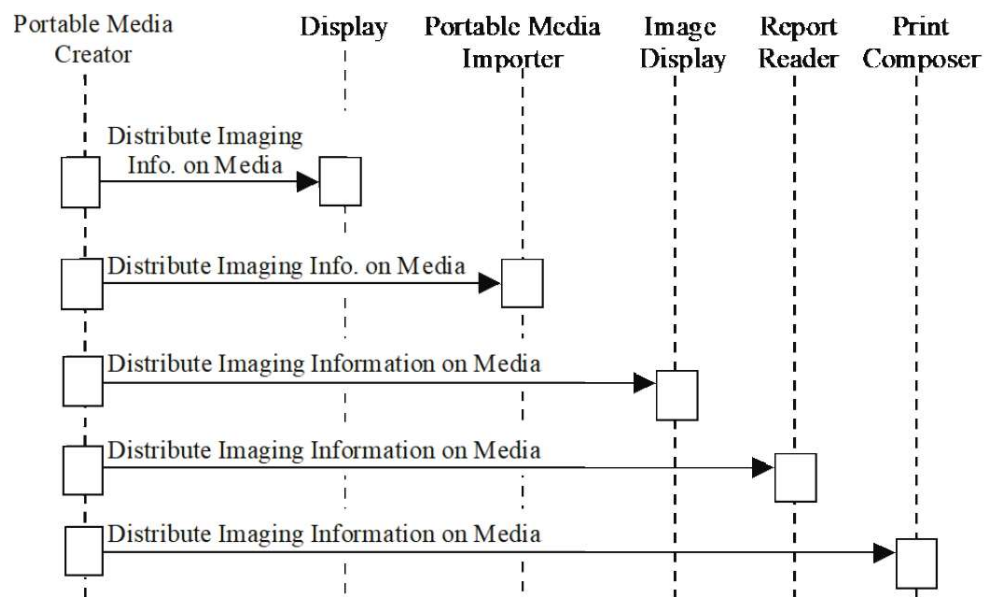 Portable Media
Creator
Display
Portable Media
Importer
Image
Display
Report
Reader
Print
Composer
Distribute Imaging
Info. on Media
Distribute Imaging Info. on Media
Distribute Imaging Information on Media
Distribute Imaging Information on Media
Distribute Imaging Information on Media